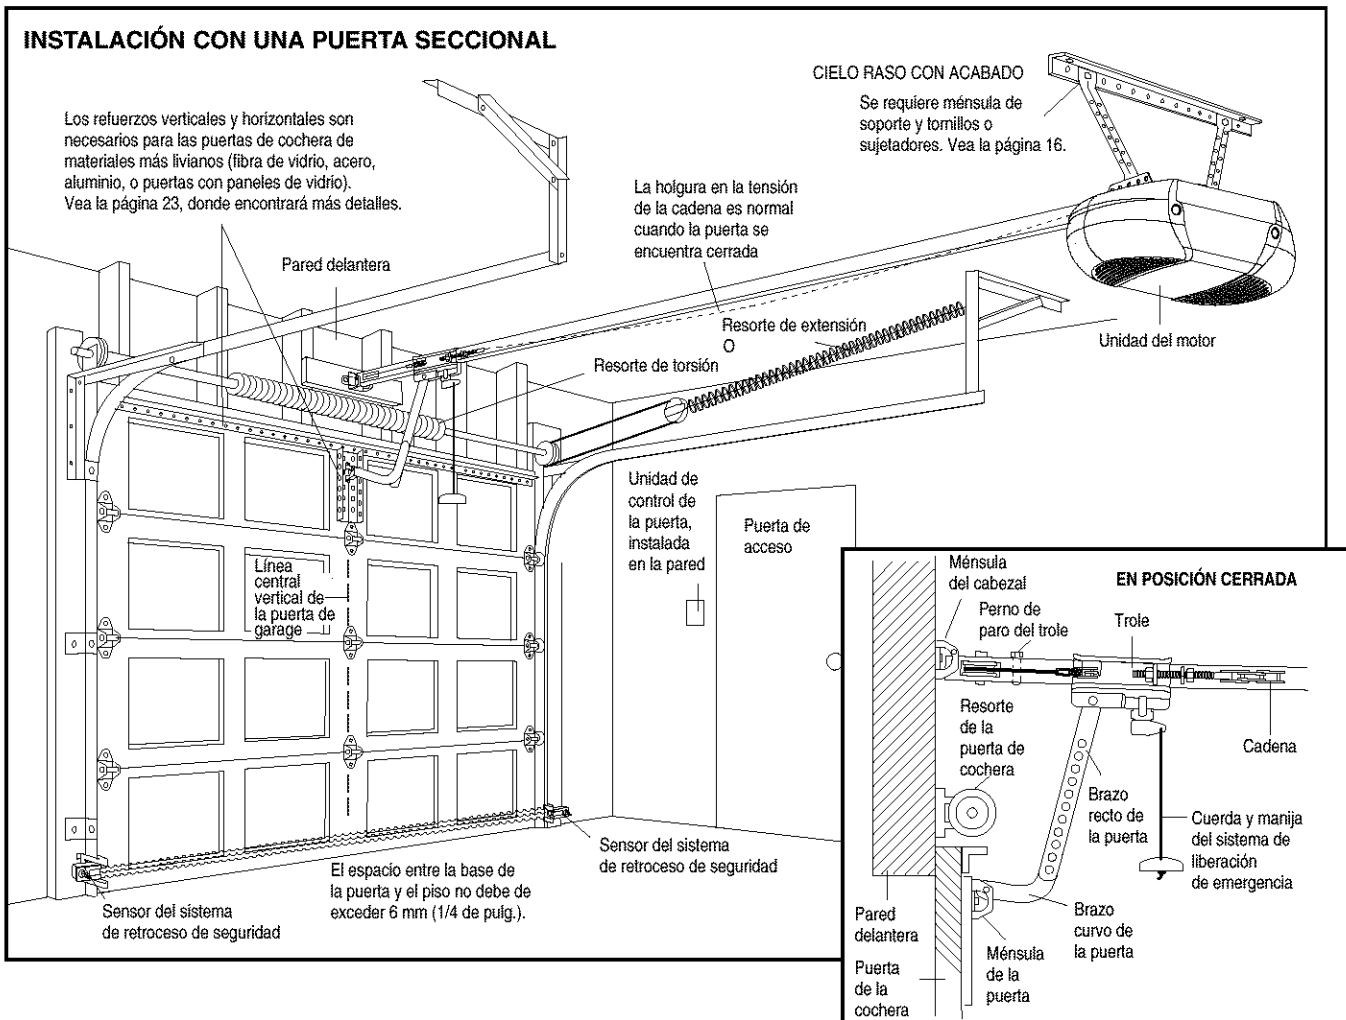 INSTALACIÓN CON UNA PUERTA SECCIONAL
Los refuerzos verticales y horizontales son
necesarios para las puertas de cochera de
materiales más livianos (fibra de vidrio, acero,
aluminio, o puertas con paneles de vidrio).
Vea la página 23, donde encontrará más detalles.
Pared delantera
CIELO RASO CON ACABADO
Se requiere ménsula de
soporte y tornillos o
sujetadores. Vea la página 16.
La holgura en la tensión
de la cadena es normal
cuando la puerta se
encuentra cerrada
Resorte de extensión
O
Resorte de torsión
Unidad del motor
Unidad de
control de
la puerta,
instalada
en la pared
Puerta de
acceso
Línea
central
vertical de
la puerta de
garage
Sensor del sistema
de retroceso de seguridad
El espacio entre la base de
la puerta y el piso no debe de
exceder 6 mm (1/4 de pulg.).
Sensor del sistema
de retroceso de seguridad
EN POSICIÓN CERRADA
Ménsula
del cabezal
Perno de
paro del trole
Trole
Resorte
de la
puerta de
cochera
Cadena
Brazo
recto de
la puerta
Cuerda y manija
del sistema de
liberación
de emergencia
Pared
delantera
Brazo
curvo de
la puerta
Ménsula
de la
puerta
Puerta
de la
cochera